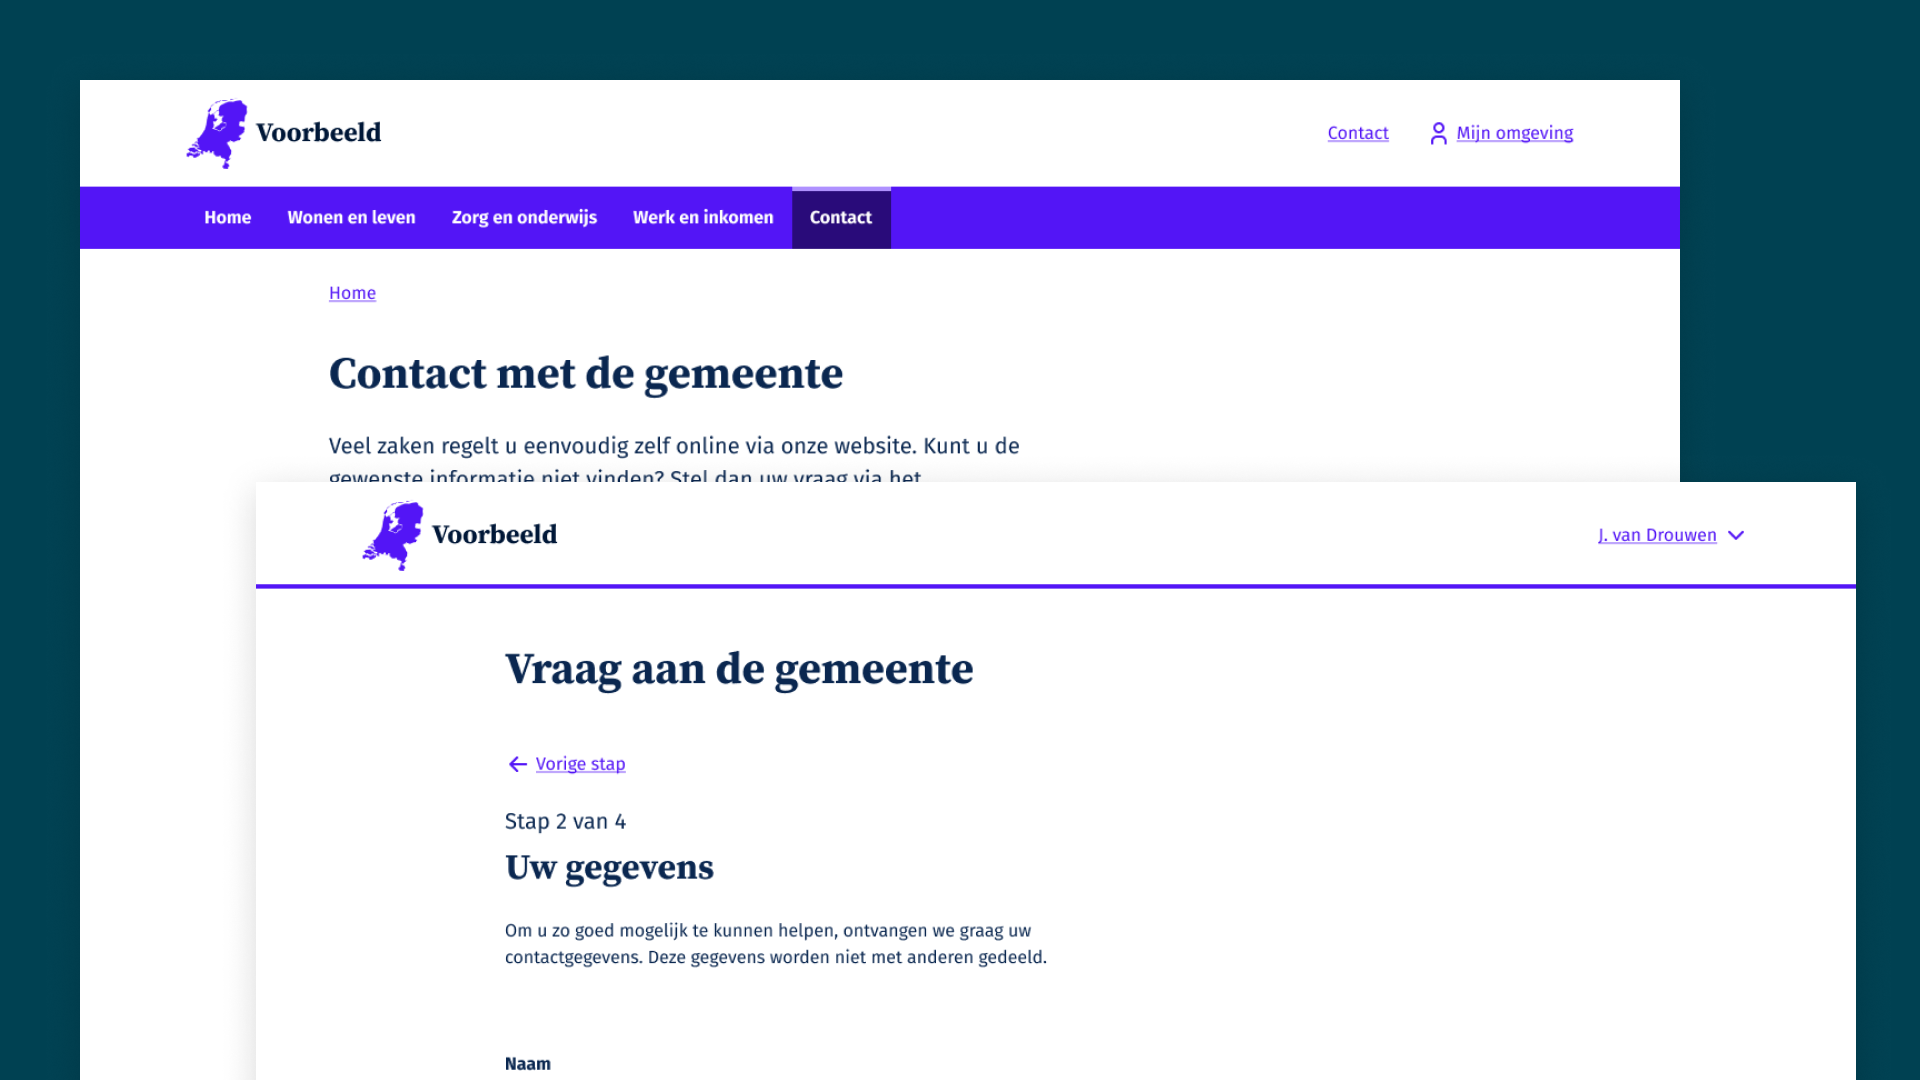 Voorbeeld
Contact
Mijn omgeving
Home
Wonen en leven
Zorg en onderwijs
Werk en inkomen
Contact
Home
Contact met de gemeente
Veel zaken regelt u eenvoudig zelf online via onze website. Kunt u de
gewenste informatie niet vinden? Stel dan uw vraag via het
Voorbeeld
J. van Drouwen
Vraag aan de gemeente
Vorige stap
Stap 2 van 4
Uw gegevens
Om u zo goed mogelijk te kunnen helpen, ontvangen we graag uw
contactgegevens. Deze gegevens worden niet met anderen gedeeld.
Naam